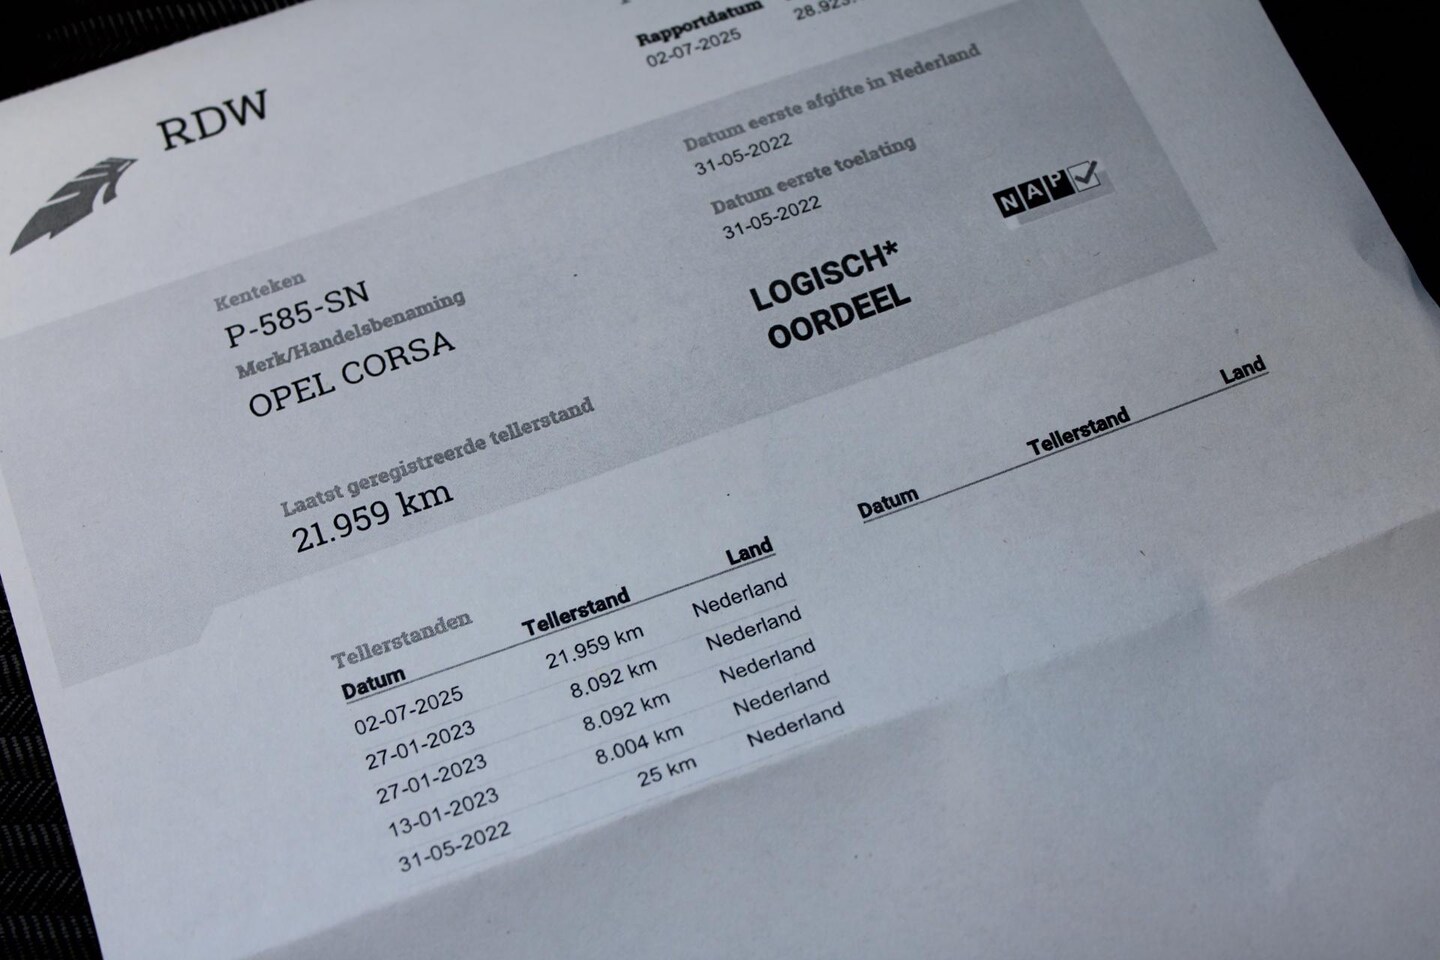 Rapportdatum
02-07-2025
RDW
Datum eerste afgifte in Nederland
31-05-2022
Datum eerste toelating
31-05-2022
NAP
Kenteken
P-585-SN
Merk/Handelsbenaming
OPEL CORSA
LOGISCH*
OORDEEL
Laatst geregistreerde tellerstand
21.959 km
Tellerstanden
Datum Tellerstand Land
02-07-2025 21.959 km Nederland
27-01-2023 8.092 km Nederland
27-01-2023 8.092 km Nederland
13-01-2023 8.004 km Nederland
31-05-2022 25 km Nederland
Datum Tellerstand Land